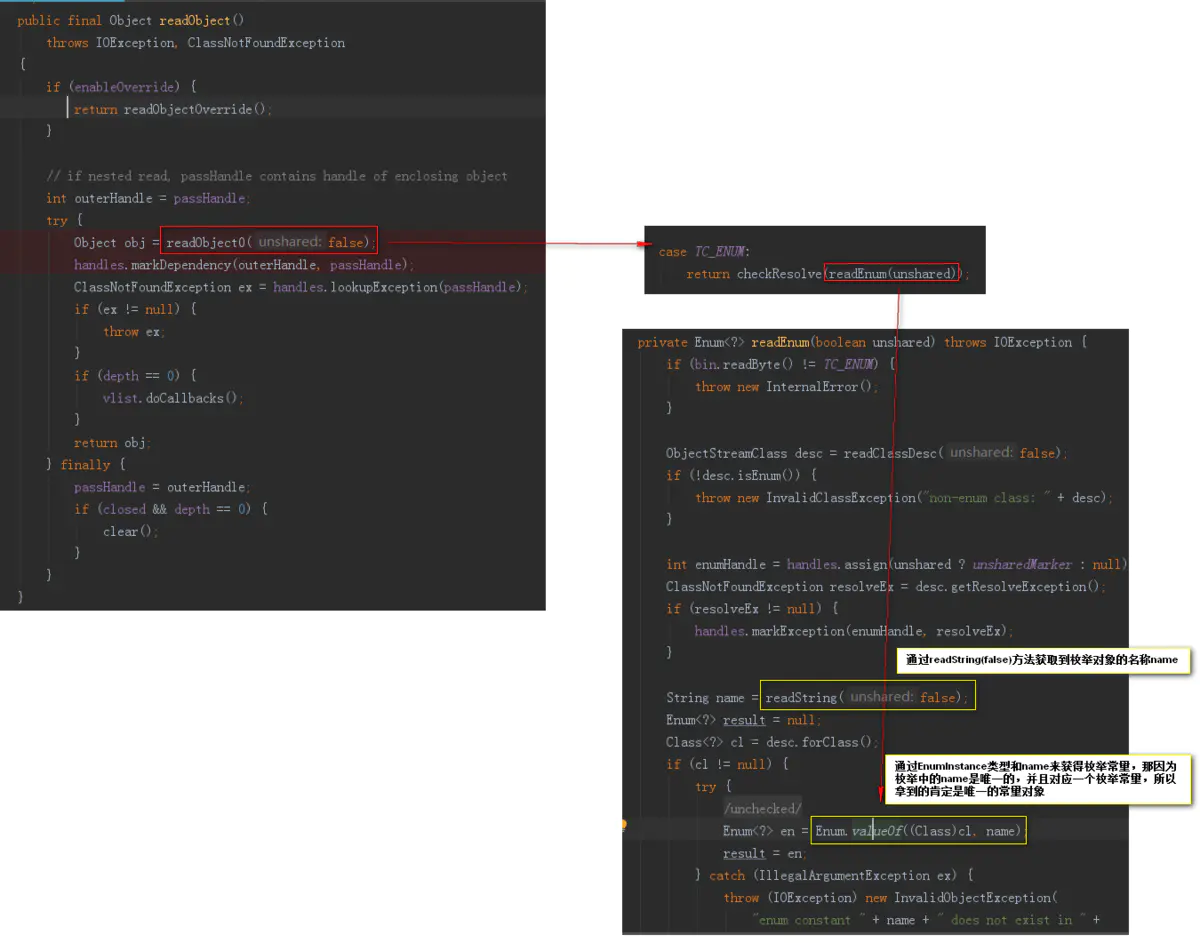 public final Object readObject()
throws IOException, ClassNotFoundException
{
if (enableOverride) {
return readObjectOverride();
}
// if nested read, passHandle contains handle of enclosing object
int outerHandle = passHandle;
try {
Object obj = readObject0( unshared: false);
handles.markDependency(outerHandle, passHandle);
ClassNotFoundException ex = handles.lookupException(passHandle);
if (ex != null) {
throw ex;
}
if (depth == 0) {
vlist.doCallbacks();
}
return obj;
} finally {
passHandle = outerHandle;
if (closed && depth == 0) {
clear();
}
}
}
case TC_ENUM:
return checkResolve(readEnum(unshared));
private Enum<?> readEnum(boolean unshared) throws IOException {
if (bin.readByte() != TC_ENUM) {
throw new InternalError();
}
ObjectStreamClass desc = readClassDesc( unshared: false);
if (!desc.isEnum()) {
throw new InvalidClassException("non-enum class: " + desc);
}
int enumHandle = handles.assign(unshared ? unsharedMarker : null)
ClassNotFoundException resolveEx = desc.getResolveException();
if (resolveEx != null) {
handles.markException(enumHandle, resolveEx);
}
通过readString(false)方法获取到枚举对象的名称name
String name = readString( unshared: false);
Enum<?> result = null;
Class<?> cl = desc.forClass();
if (cl != null) {
通过EnumInstance类型和name来获得枚举常量，那因为
枚举中的name是唯一的，并且对应一个枚举常量，所以
拿到的肯定是唯一的常量对象
try {
/unchecked/
Enum<?> en = Enum.valueOf((Class)cl, name);
result = en;
} catch (IllegalArgumentException ex) {
throw (IOException) new InvalidObjectException(
"enum constant " + name + " does not exist in " +